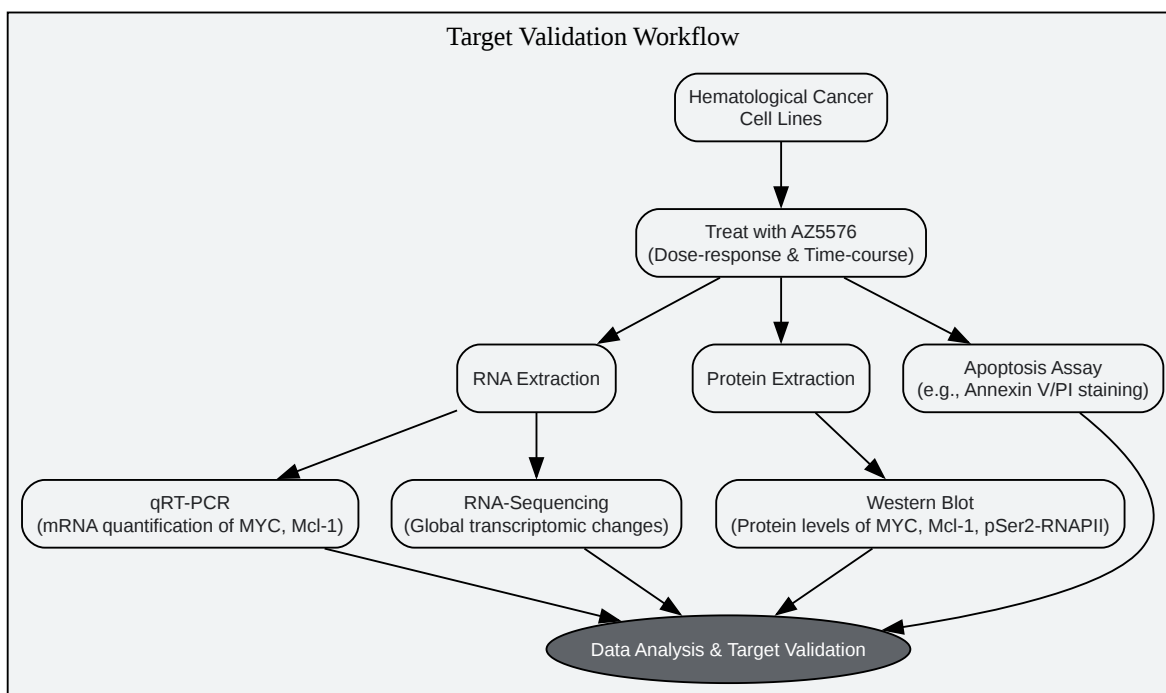 Target Validation Workflow
Hematological Cancer
Cell Lines
Treat with AZ5576
(Dose-response & Time-course)
RNA Extraction
Protein Extraction
Apoptosis Assay
(e.g., Annexin V/PI staining)
qRT-PCR
(mRNA quantification of MYC, Mcl-1)
RNA-Sequencing
(Global transcriptomic changes)
Western Blot
(Protein levels of MYC, Mcl-1, pSer2-RNAPII)
Data Analysis & Target Validation